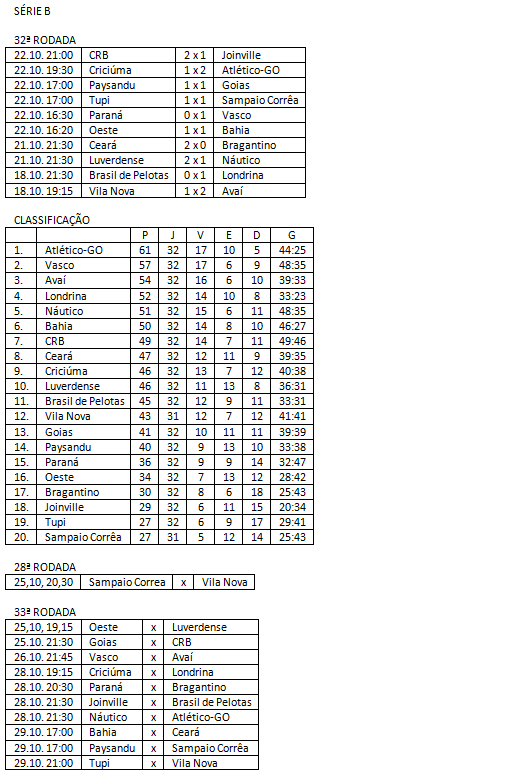 SÉRIE B
32ª RODADA
22.10. 21:00 CRB 2 x 1 Joinville
22.10. 19:30 Criciúma 1 x 2 Atlético-GO
22.10. 17:00 Paysandu 1 x 1 Goias
22.10. 17:00 Tupi 1 x 1 Sampaio Corrêa
22.10. 16:30 Paraná 0 x 1 Vasco
22.10. 16:20 Oeste 1 x 1 Bahia
21.10. 21:30 Ceará 2 x 0 Bragantino
21.10. 21:30 Luverdense 2 x 1 Náutico
18.10. 21:30 Brasil de Pelotas 0 x 1 Londrina
18.10. 19:15 Vila Nova 1 x 2 Avaí
CLASSIFICAÇÃO
P J V E D G
1. Atlético-GO 61 32 17 10 5 44:25
2. Vasco 57 32 17 6 9 48:35
3. Avaí 54 32 16 6 10 39:33
4. Londrina 52 32 14 10 8 33:23
5. Náutico 51 32 15 6 11 48:35
6. Bahia 50 32 14 8 10 46:27
7. CRB 49 32 14 7 11 49:46
8. Ceará 47 32 12 11 9 39:35
9. Criciúma 46 32 13 7 12 40:38
10. Luverdense 46 32 11 13 8 36:31
11. Brasil de Pelotas 45 32 12 9 11 33:31
12. Vila Nova 43 31 12 7 12 41:41
13. Goias 41 32 10 11 11 39:39
14. Paysandu 40 32 9 13 10 33:38
15. Paraná 36 32 9 9 14 32:47
16. Oeste 34 32 7 13 12 28:42
17. Bragantino 30 32 8 6 18 25:43
18. Joinville 29 32 6 11 15 20:34
19. Tupi 27 32 6 9 17 29:41
20. Sampaio Corrêa 27 31 5 12 14 25:43
28ª RODADA
25,10, 20,30 Sampaio Correa x Vila Nova
33ª RODADA
25,10, 19,15 Oeste x Luverdense
25.10. 21:30 Goias x CRB
26.10. 21:45 Vasco x Avaí
28.10. 19:15 Criciúma x Londrina
28.10. 20:30 Paraná x Bragantino
28.10. 21:30 Joinville x Brasil de Pelotas
28.10. 21:30 Náutico x Atlético-GO
29.10. 17:00 Bahia x Ceará
29.10. 17:00 Paysandu x Sampaio Corrêa
29.10. 21:00 Tupi x Vila Nova